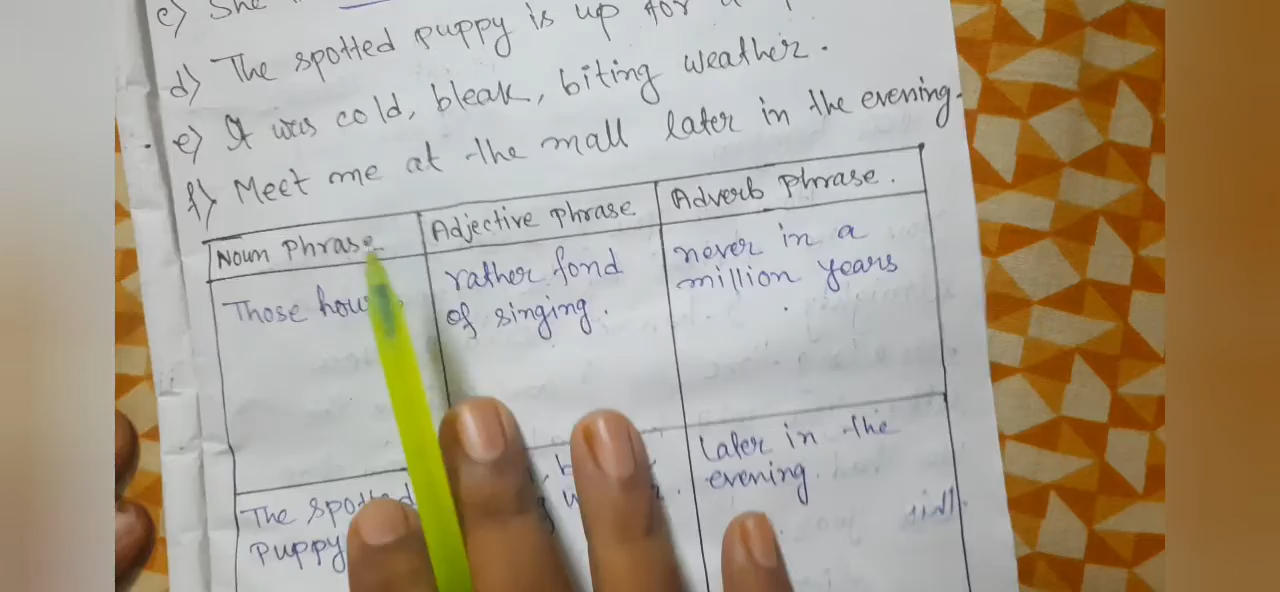 c) She
d) The spotted puppy is up for
e) It was cold, bleak, biting weather.
f) Meet me at the mall later in the evening.
Noun Phrase
Adjective phrase
Adverb Phrase.
Those
rather fond
of singing.
never in a
million years
The spotted
puppy
later in the
evening.